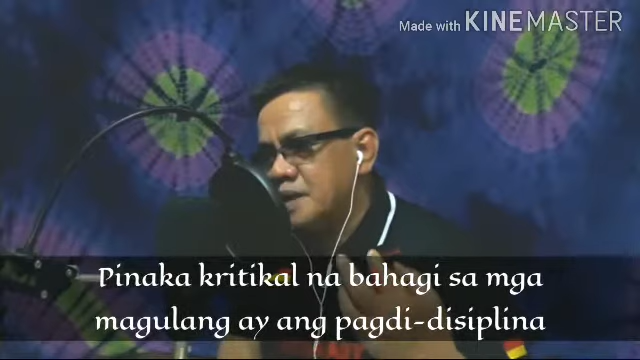 Made with KINEMASTER
Pinaka kritikal na bahagi sa mga
magulang ay ang pagdi-disiplina